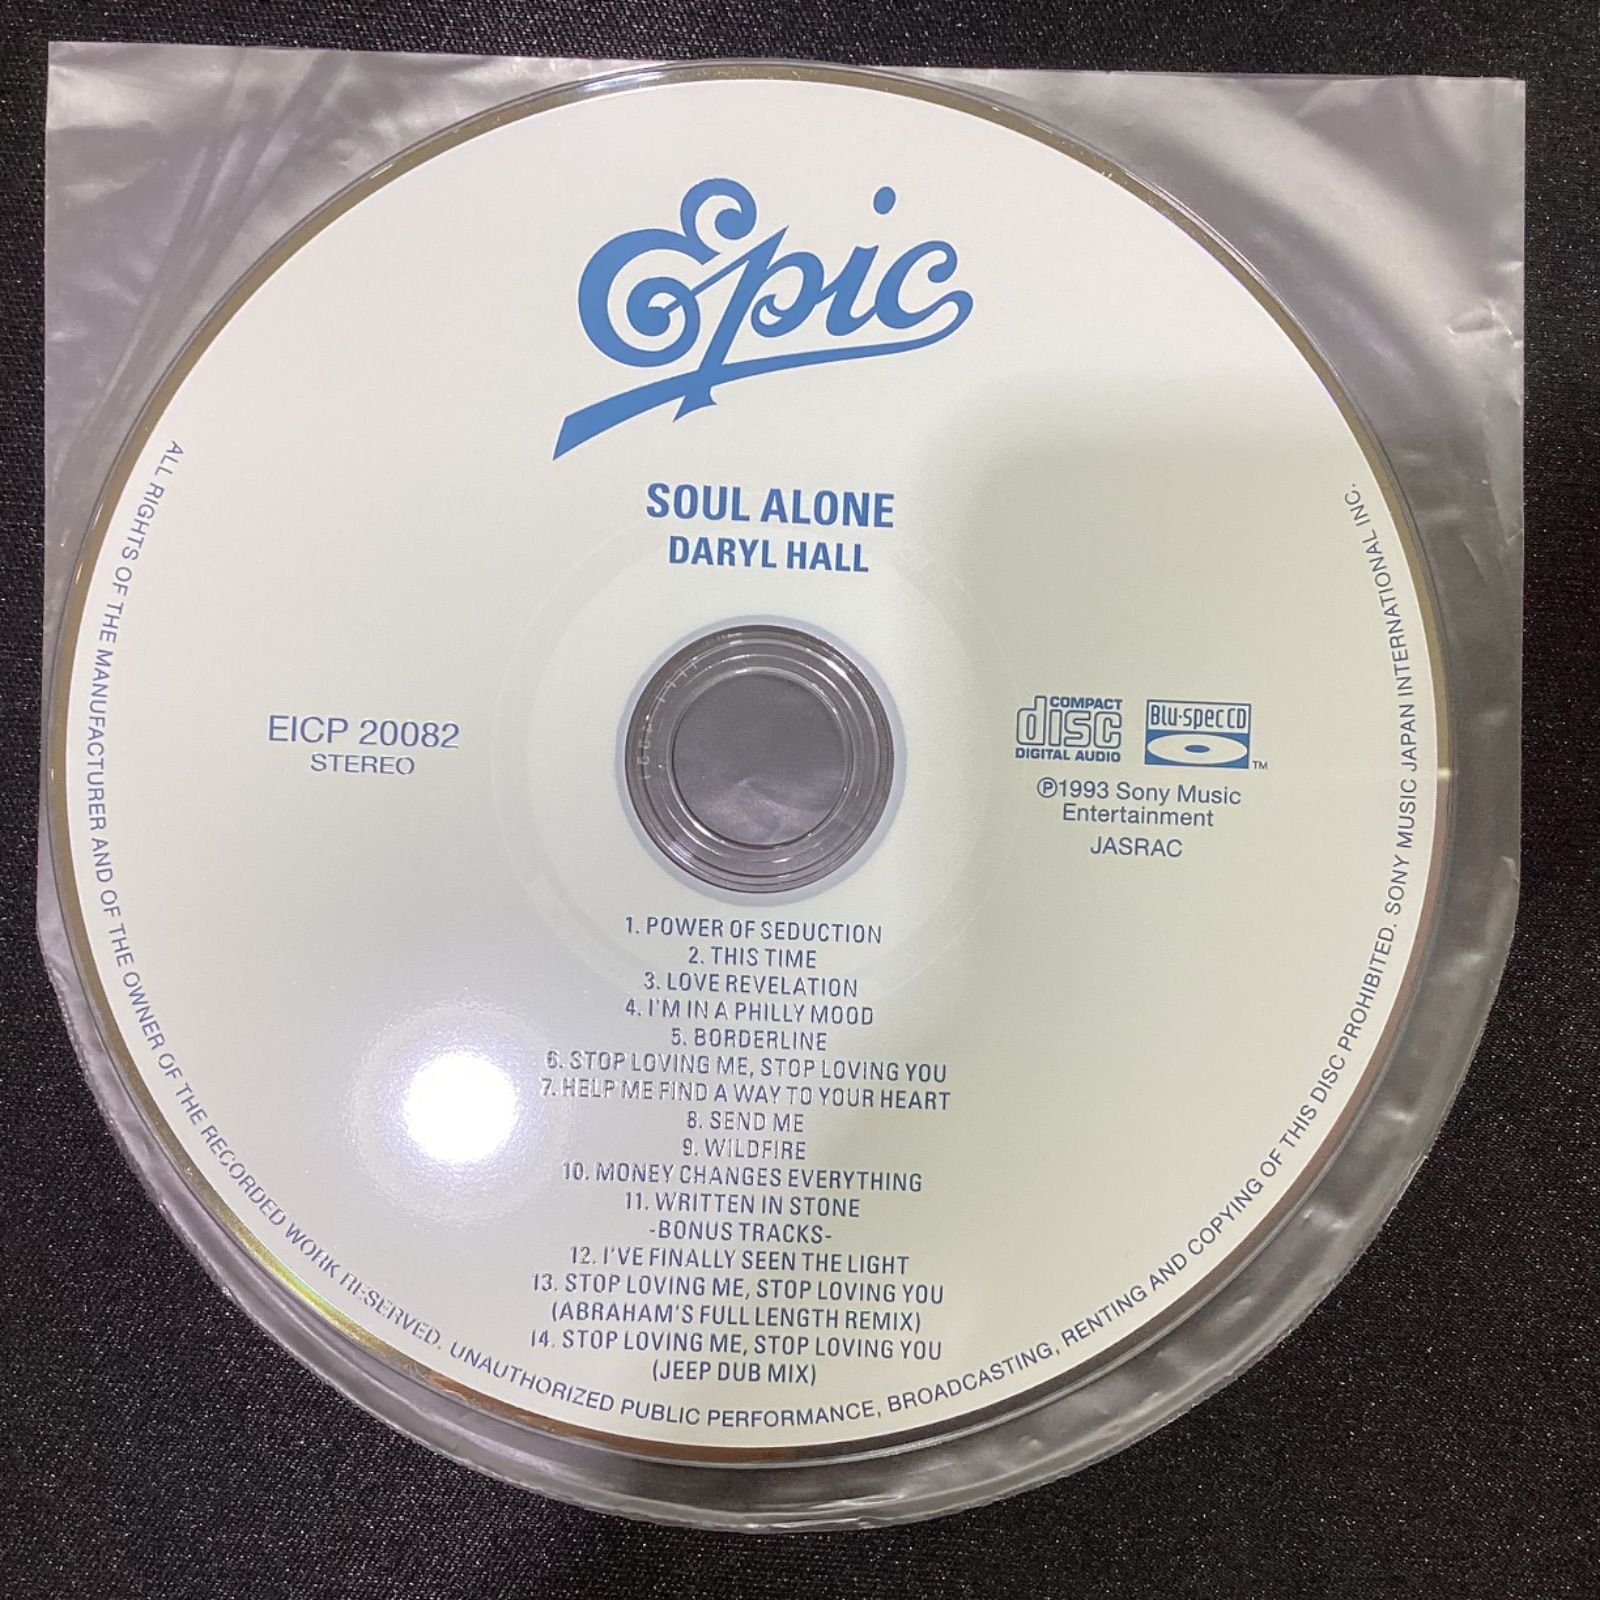 Epic
SOUL ALONE
DARYL HALL
EICP 20082
STEREO
COMPACT
disc
DIGITAL AUDIO
Blu-specCD
TM
℗1993 Sony Music
Entertainment
JASRAC
1. POWER OF SEDUCTION
2. THIS TIME
3. LOVE REVELATION
4. I'M IN A PHILLY MOOD
5. BORDERLINE
6. STOP LOVING ME, STOP LOVING YOU
7. HELP ME FIND A WAY TO YOUR HEART
8. SEND ME
9. WILDFIRE
10. MONEY CHANGES EVERYTHING
11. WRITTEN IN STONE
-BONUS TRACKS-
12. I'VE FINALLY SEEN THE LIGHT
13. STOP LOVING ME, STOP LOVING YOU
(ABRAHAM'S FULL LENGTH REMIX)
14. STOP LOVING ME, STOP LOVING YOU
(JEEP DUB MIX)
ALL RIGHTS OF THE MANUFACTURER AND OF THE OWNER OF THE RECORDED WORK RESERVED. UNAUTHORIZED PUBLIC PERFORMANCE, BROADCASTING, RENTING AND COPYING OF THIS DISC PROHIBITED. SONY MUSIC JAPAN INTERNATIONAL INC.